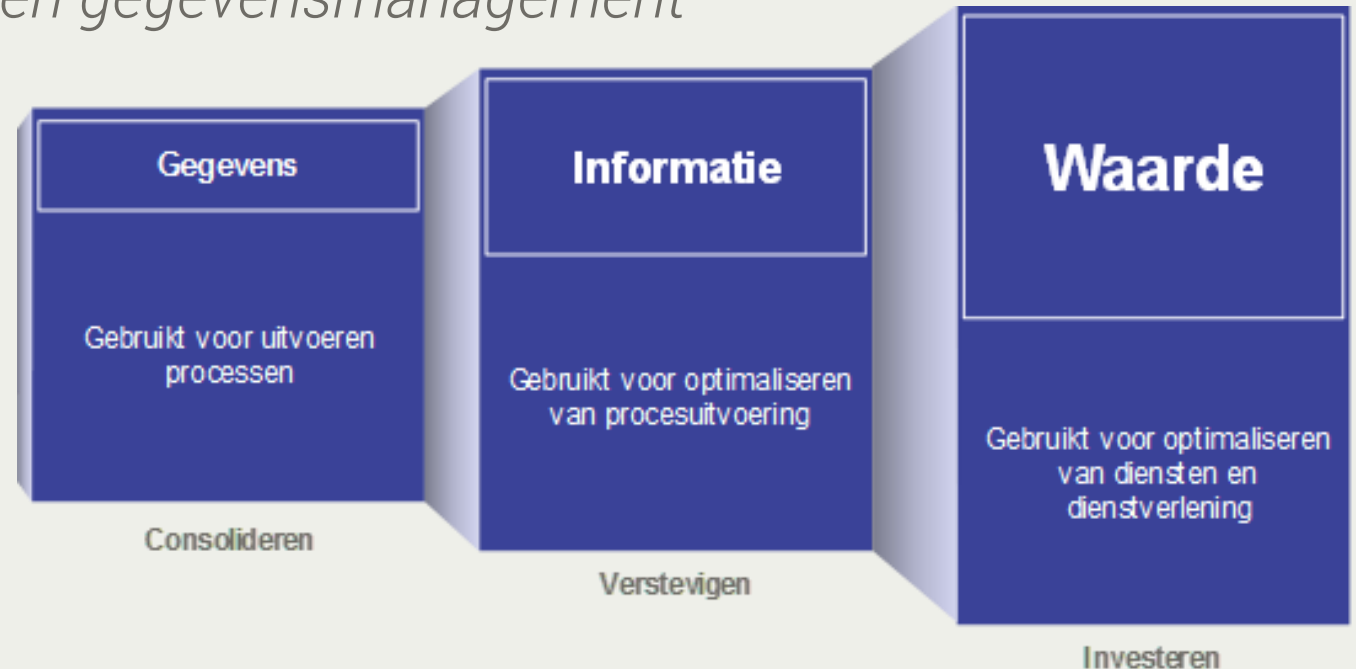 en gegevensmanagement
Gegevens
Gebruikt voor uitvoeren
processen
Consolideren
Informatie
Gebruikt voor optimaliseren
van procesuitvoering
Verstevigen
Waarde
Gebruikt voor optimaliseren
van diensten en
dienstverlening
Investeren